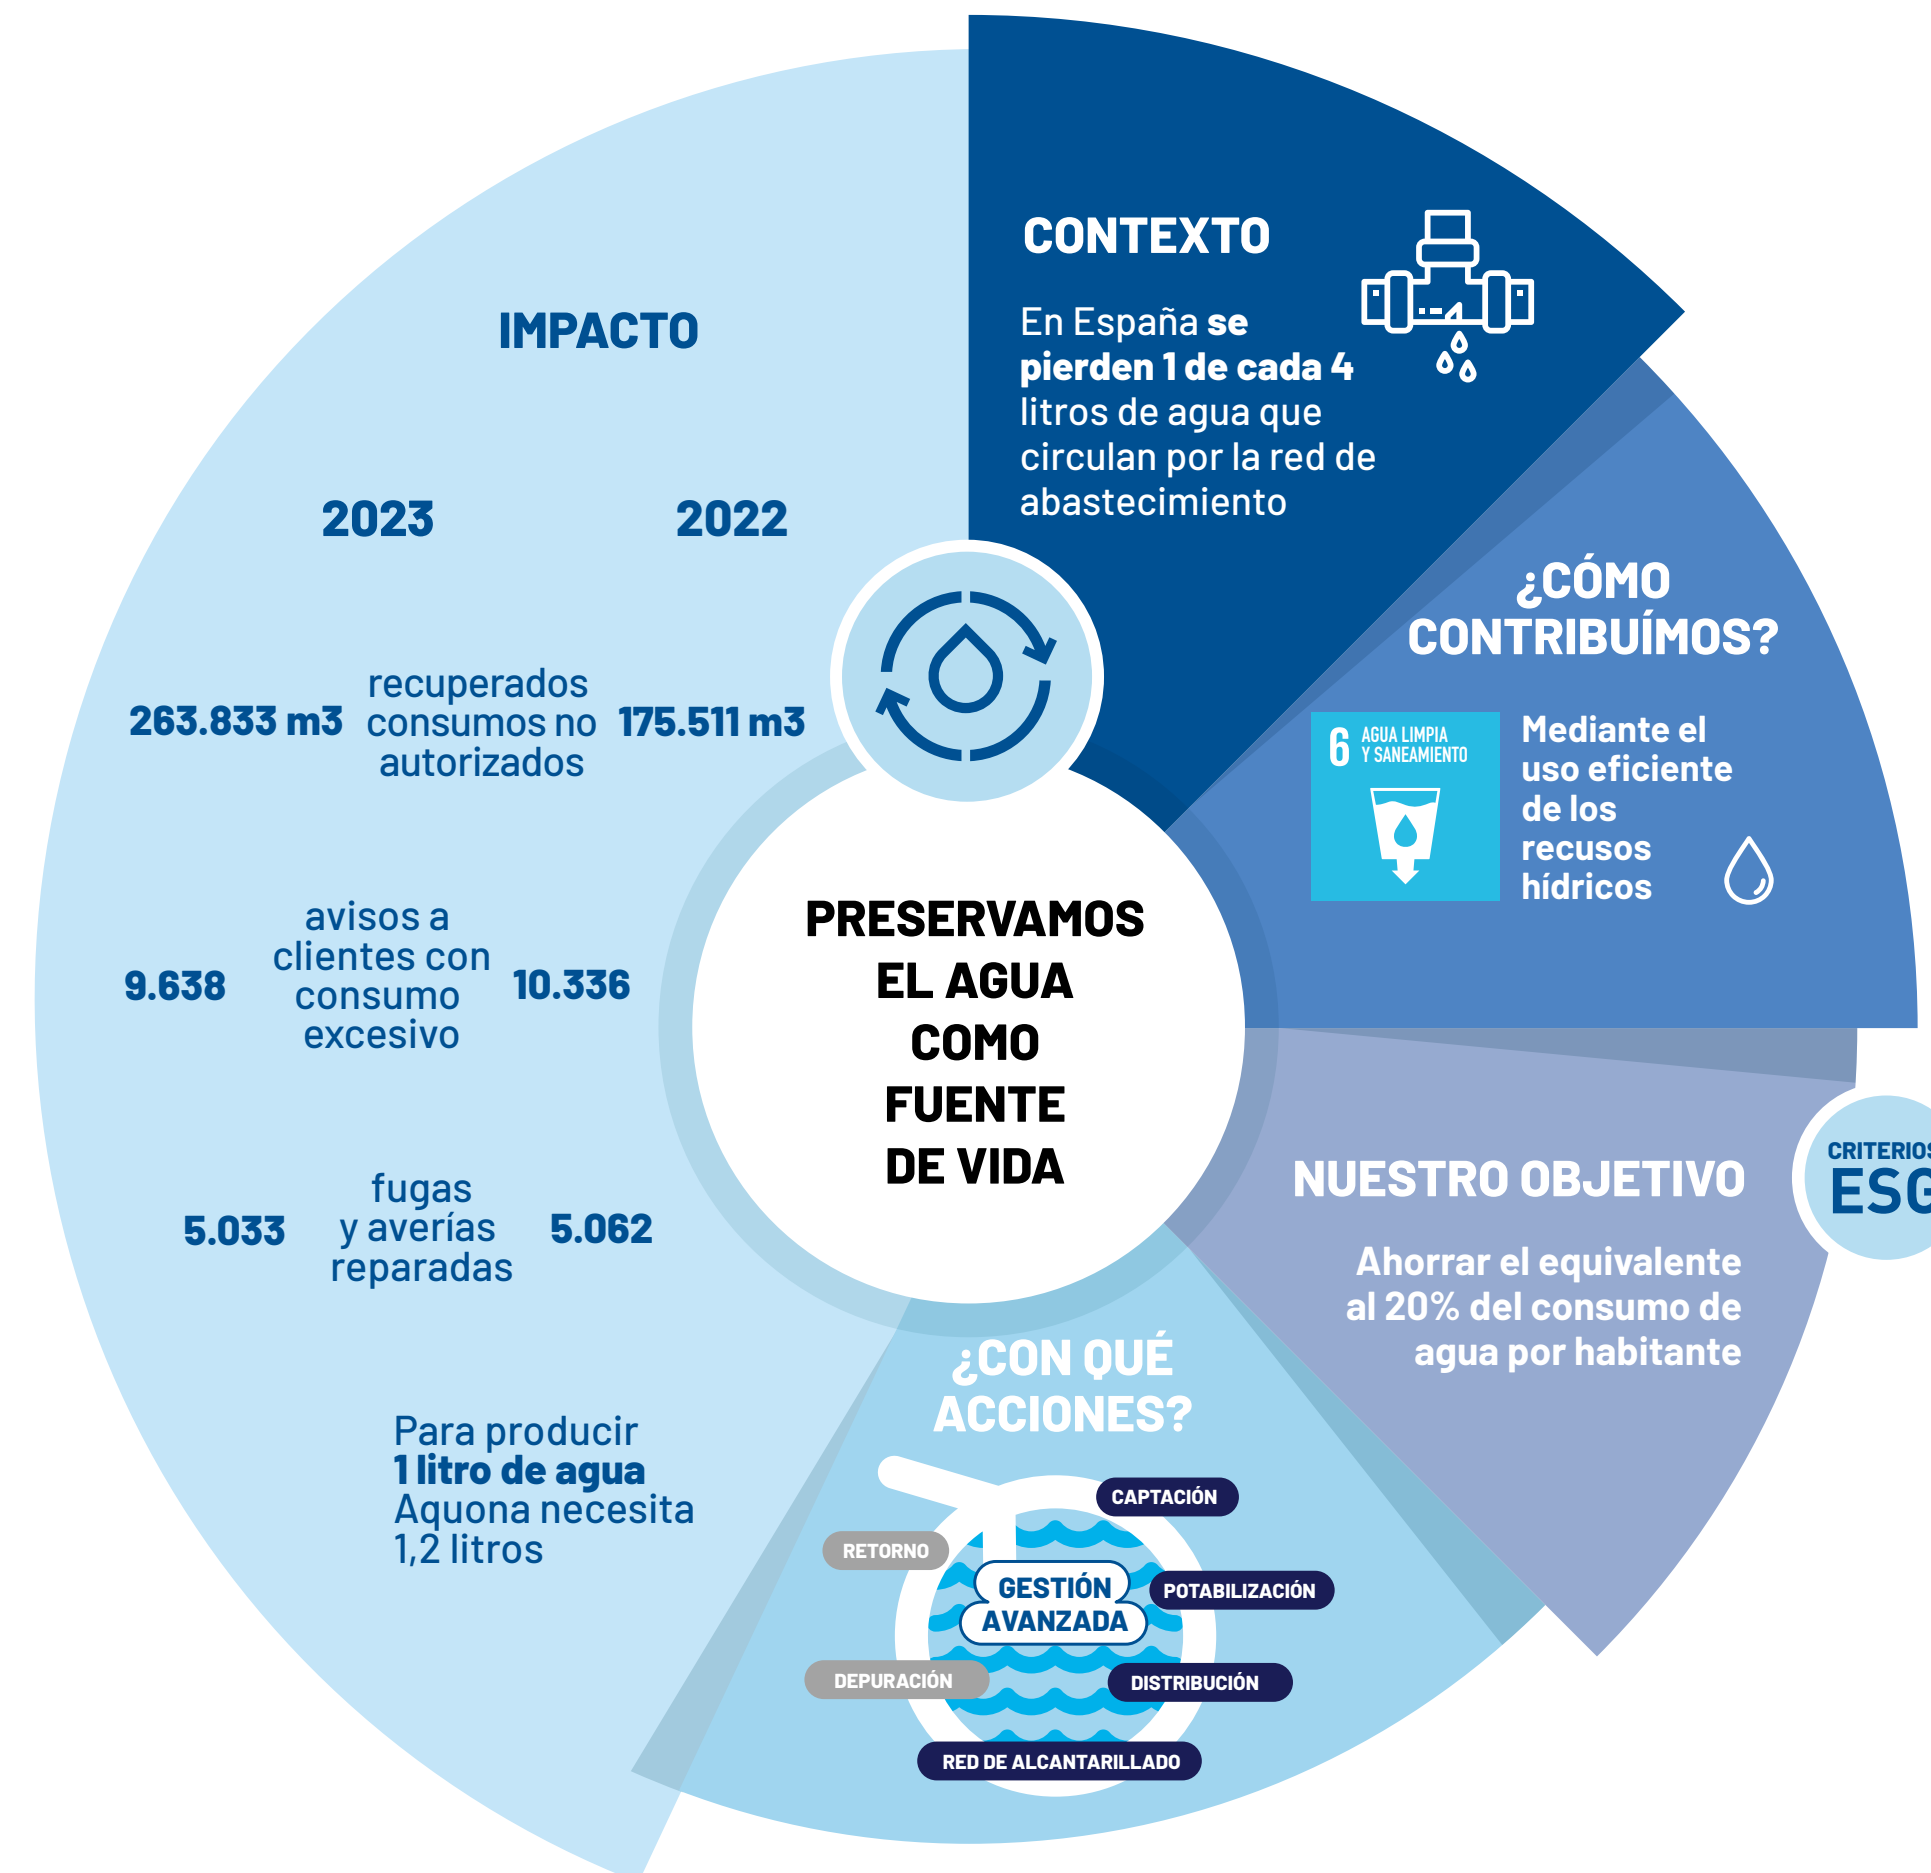 CONTEXTO
En España se
pierden 1 de cada 4
litros de agua que
circulan por la red de
abastecimiento
¿CÓMO
CONTRIBUÍMOS?
6 AGUA LIMPIA
Y SANEAMIENTO
Mediante el
uso eficiente
de los
recusos
hídricos
NUESTRO OBJETIVO
Ahorrar el equivalente
al 20% del consumo de
agua por habitante
CRITERIOS
ESG
¿CON QUÉ
ACCIONES?
CAPTACIÓN
RETORNO
GESTIÓN
AVANZADA
POTABILIZACIÓN
DEPURACIÓN
DISTRIBUCIÓN
RED DE ALCANTARILLADO
IMPACTO
2023 2022
263.833 m3
recuperados
consumos no
autorizados
175.511 m3
9.638
avisos a
clientes con
consumo
excesivo
10.336
5.033
fugas
y averías
reparadas
5.062
Para producir
1 litro de agua
Aquona necesita
1,2 litros
PRESERVAMOS
EL AGUA
COMO
FUENTE
DE VIDA